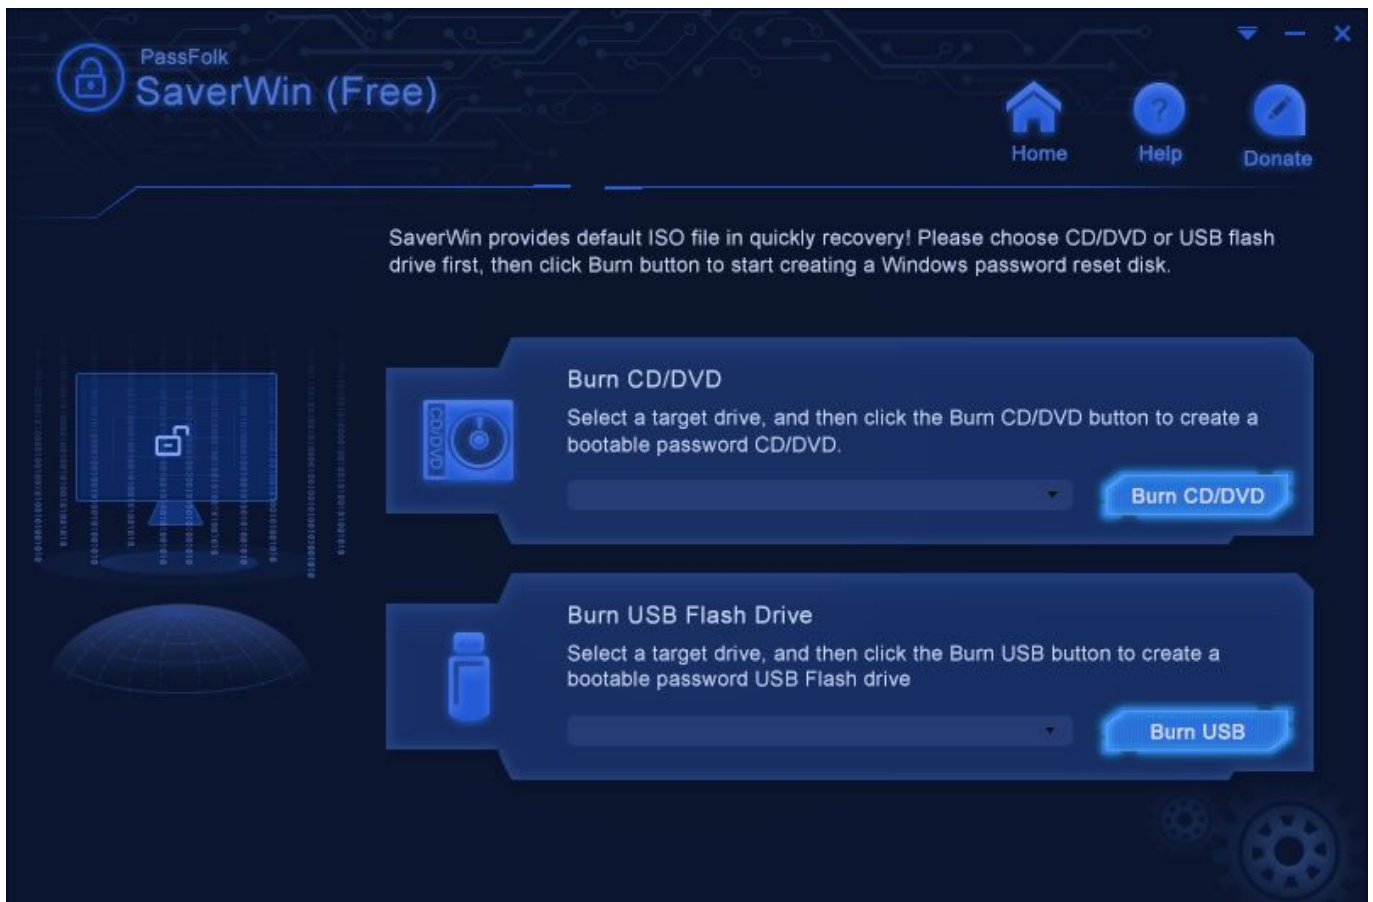 PassFolk
SaverWin (Free)
Home
Help
Donate
SaverWin provides default ISO file in quickly recovery! Please choose CD/DVD or USB flash
drive first, then click Burn button to start creating a Windows password reset disk.
Burn CD/DVD
Select a target drive, and then click the Burn CD/DVD button to create a
bootable password CD/DVD.
CD/DVD
Burn CD/DVD
Burn USB Flash Drive
Select a target drive, and then click the Burn USB button to create a
bootable password USB Flash drive
Burn USB